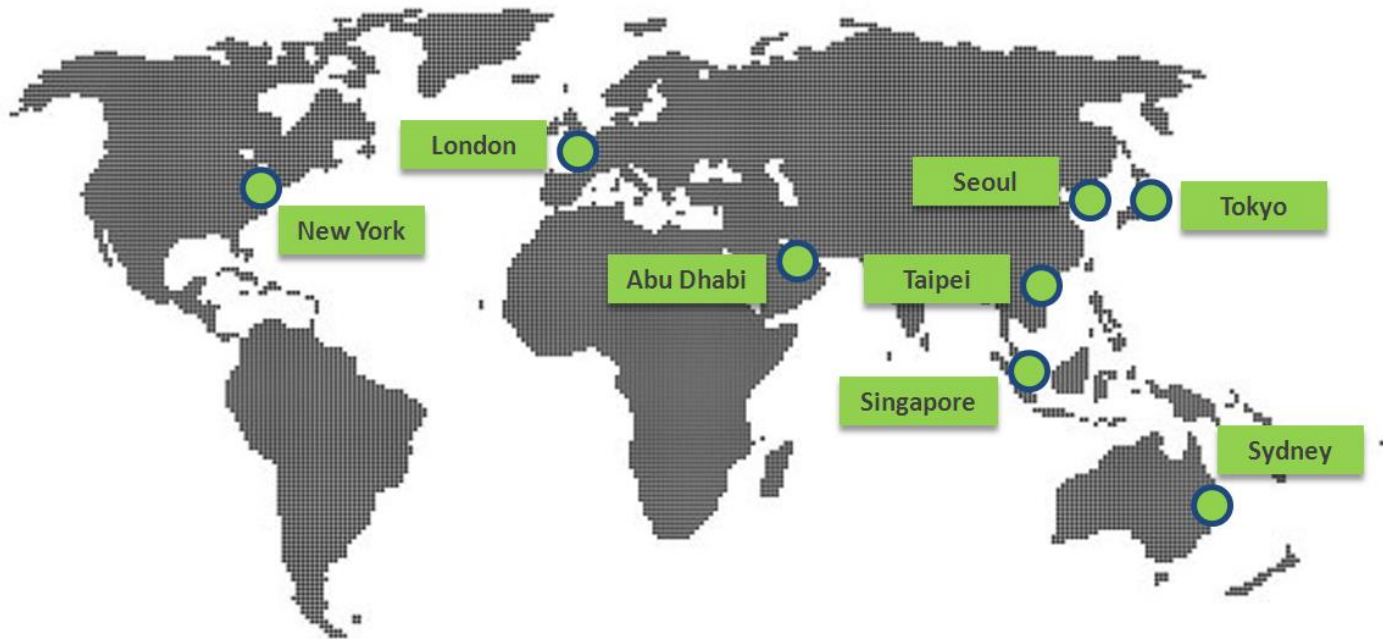 London
Seoul
Tokyo
New York
Abu Dhabi
Taipei
Singapore
Sydney